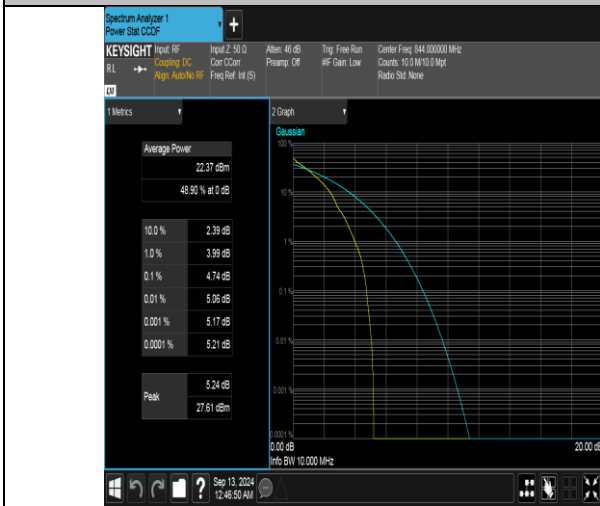 Spectrum Analyzer 1
Power Stat CCDF
KEYSIGHT
Input: RF
Coupling: DC
Align: Auto/No RF
Input Z: 50 Ω
Corr CCorr
Freq Ref: Int (S)
Atten: 46 dB
Preamp: Off
Trig: Free Run
#IF Gain: Low
Center Freq: 844.000000 MHz
Counts: 10.0 M/10.0 Mpt
Radio Std: None
RL
LXI
1 Metrics
Average Power
22.37 dBm
48.90 % at 0 dB
10.0 % 2.39 dB
1.0 % 3.99 dB
0.1 % 4.74 dB
0.01 % 5.06 dB
0.001 % 5.17 dB
0.0001 % 5.21 dB
Peak
5.24 dB
27.61 dBm
2 Graph
Gaussian
100 %
10 %
1 %
0.1 %
0.01 %
0.001 %
0.0001 %
0.00 dB
20.00 dB
Info BW 10.000 MHz
Sep 13, 2024
12:46:50 AM